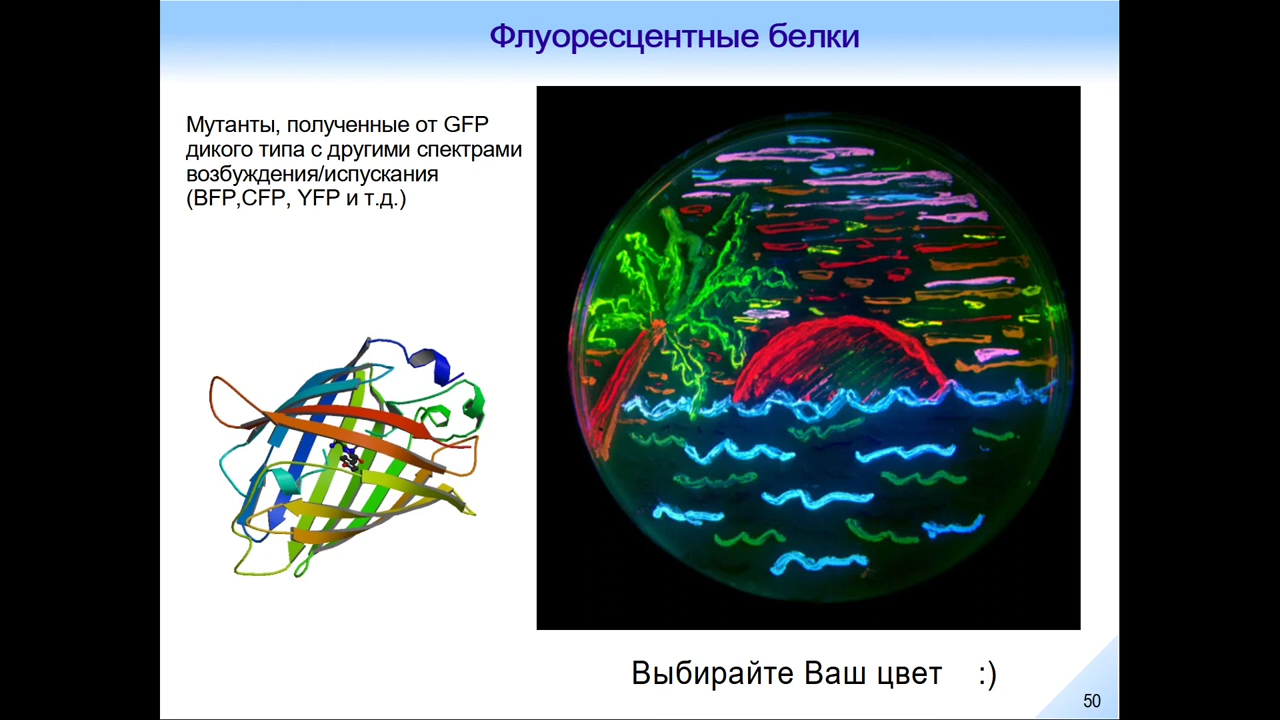 Флуоресцентные белки
Мутанты, полученные от GFP
дикого типа с другими спектрами
возбуждения/испускания
(BFP,CFP, YFP и т.д.)
Выбирайте Ваш цвет :)
50